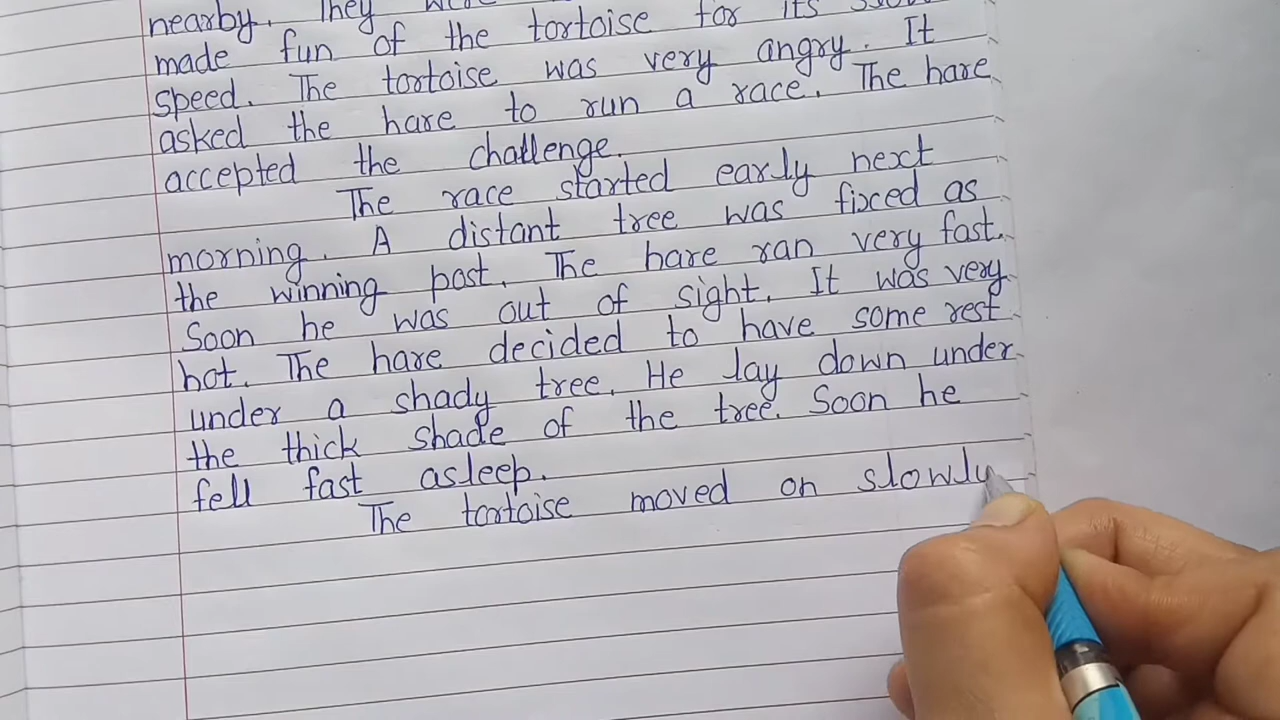 nearby. They
made fun of the tortoise for its
speed. The tortoise was very angry. It
asked the hare to run a race. The hare
accepted the challenge.
The race started early next
morning. A distant tree was fixed as
the winning post. The hare ran very fast.
Soon he was out of sight. It was very
hot. The hare decided to have some rest
under a shady tree. He lay down under
the thick shade of the tree. Soon he
fell fast asleep.
The tortoise moved on slowly